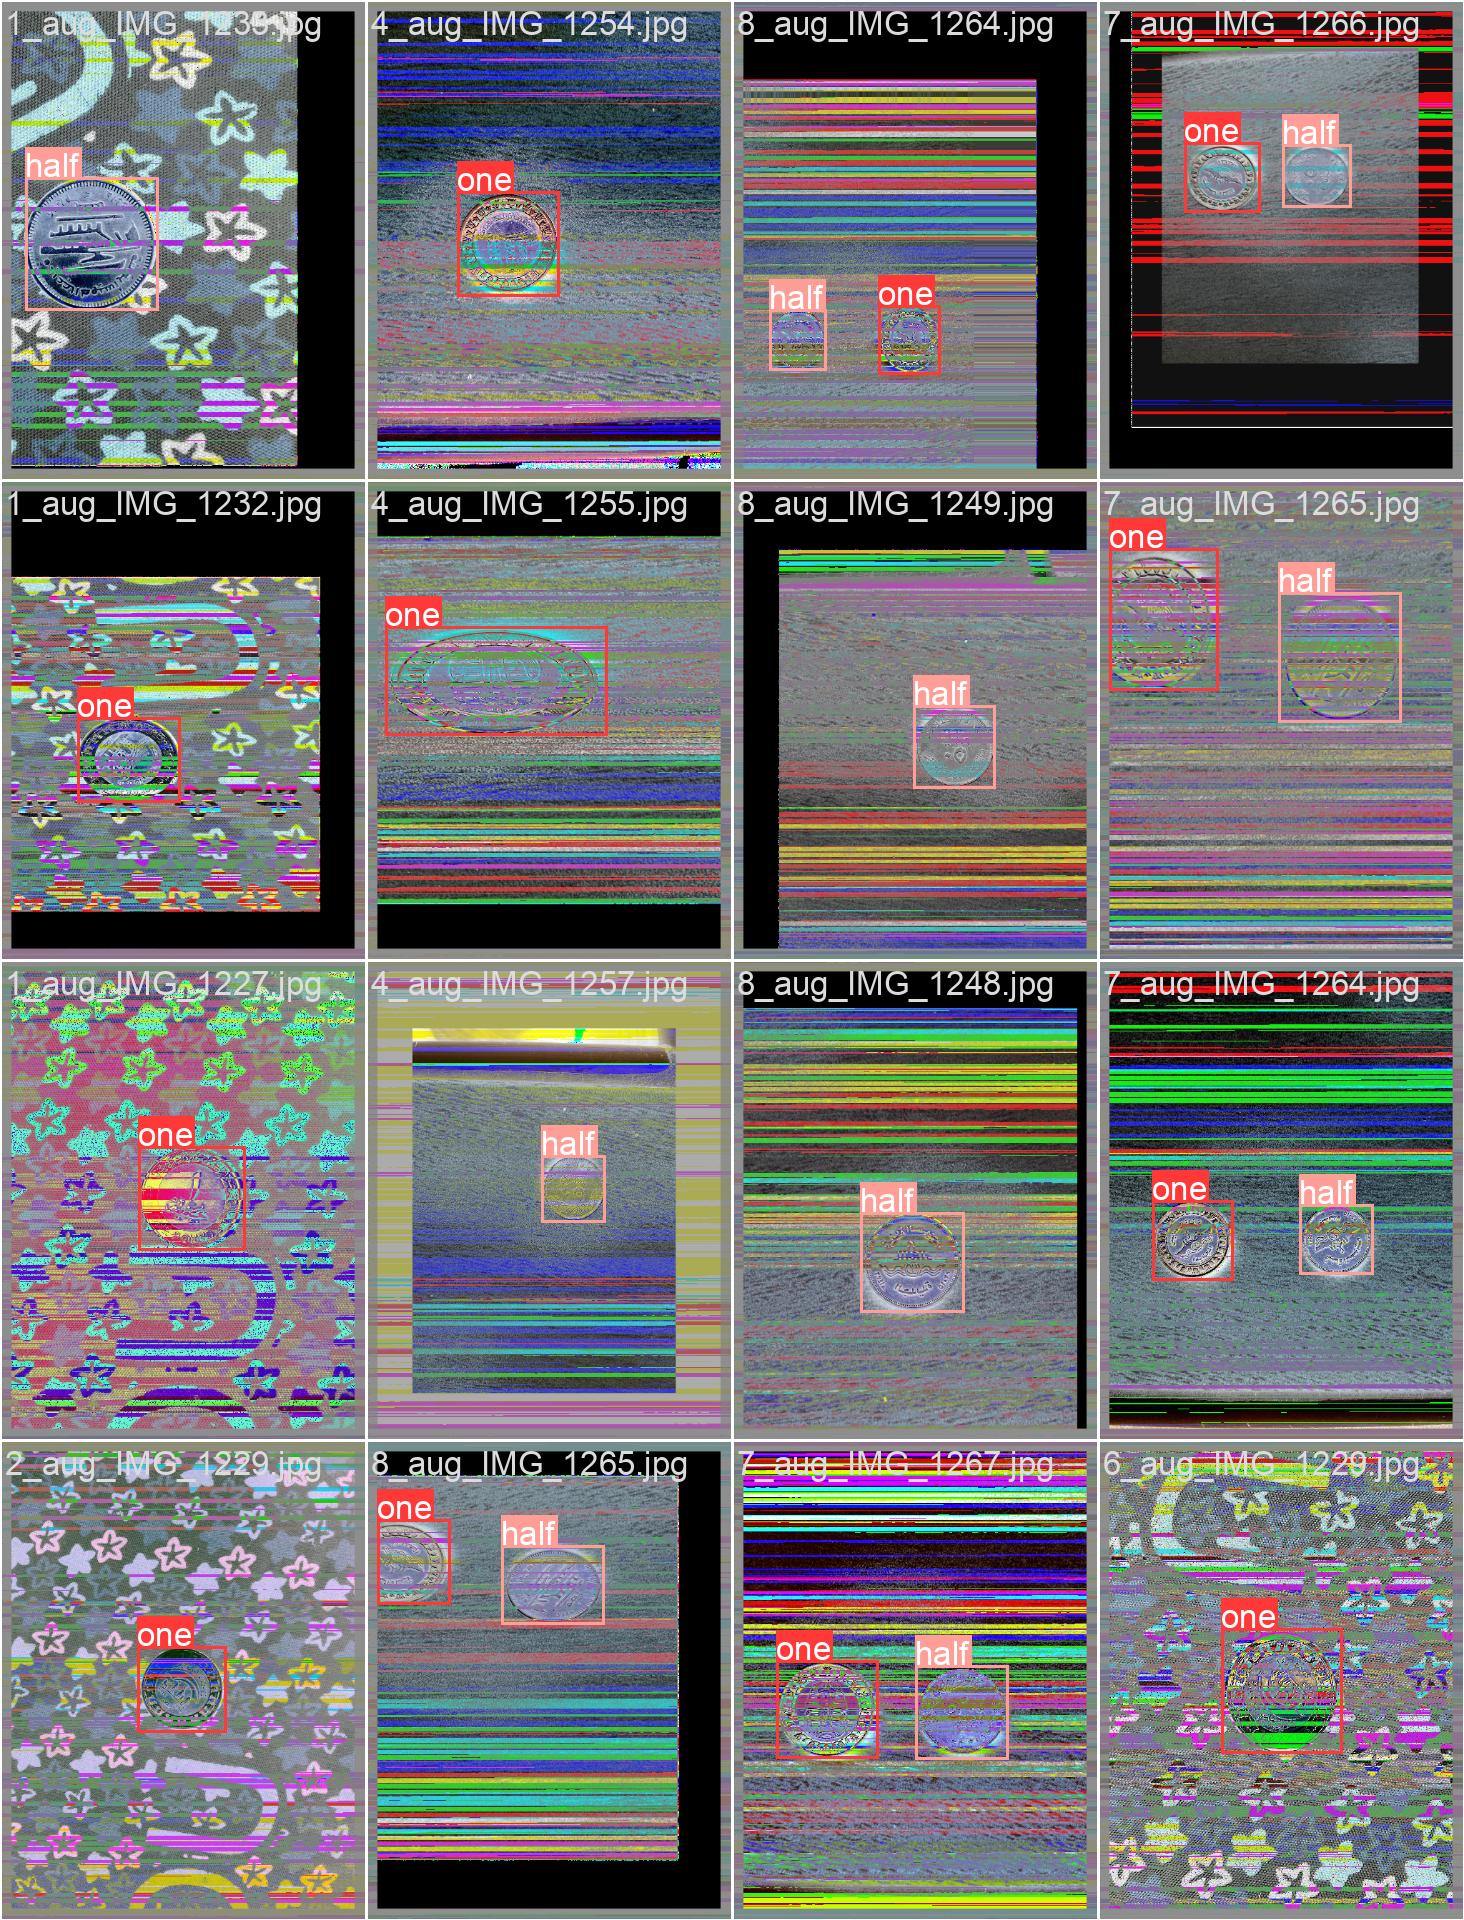 1_aug_IMG_1235.jpg
half
4_aug_IMG_1254.jpg
one
8_aug_IMG_1264.jpg
half
one
7_aug_IMG_1266.jpg
one
half
1_aug_IMG_1232.jpg
one
4_aug_IMG_1255.jpg
one
8_aug_IMG_1249.jpg
half
7_aug_IMG_1265.jpg
one
half
1_aug_IMG_1227.jpg
one
4_aug_IMG_1257.jpg
half
8_aug_IMG_1248.jpg
half
7_aug_IMG_1264.jpg
one
half
2_aug_IMG_1229.jpg
one
8_aug_IMG_1265.jpg
one
half
7_aug_IMG_1267.jpg
one
half
6_aug_IMG_1229.jpg
one